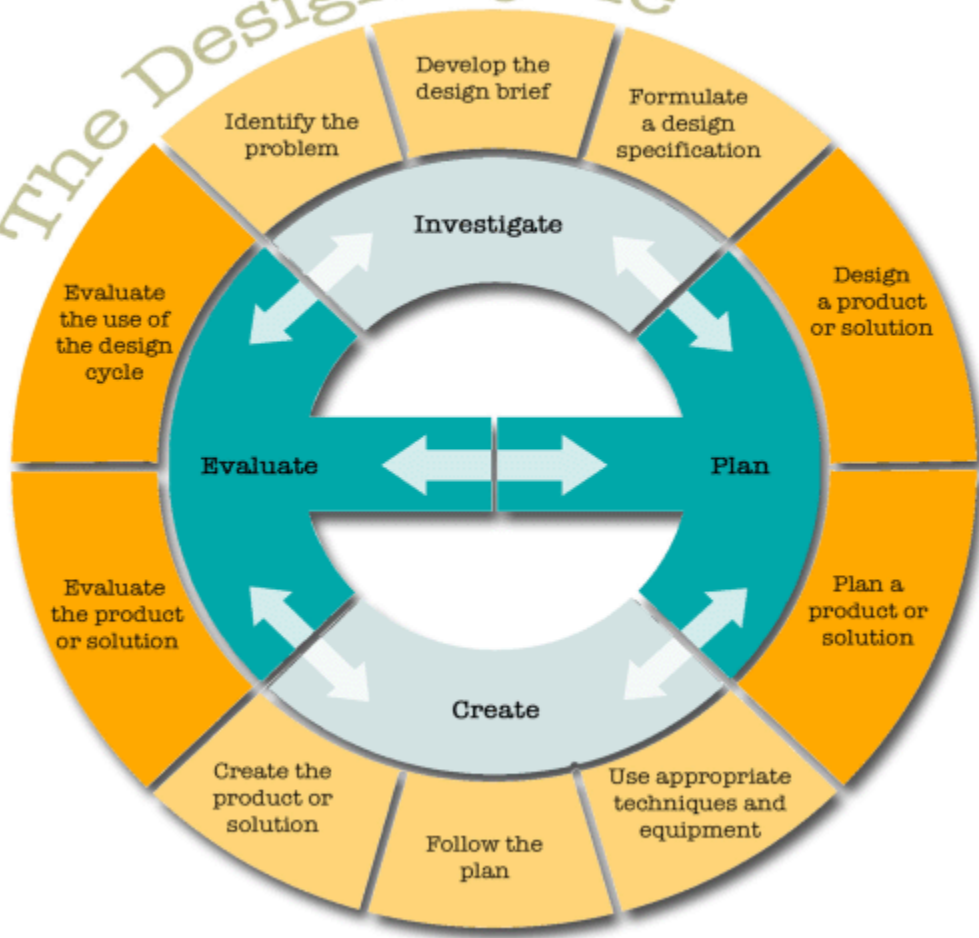 The Design
Identify the
problem
Develop the
design brief
Formulate
a design
specification
Investigate
Design
a product
or solution
Evaluate
the use of
the design
cycle
Evaluate
Plan
Evaluate
the product
or solution
Plan a
product or
solution
Create
Create the
product or
solution
Follow the
plan
Use appropriate
techniques and
equipment